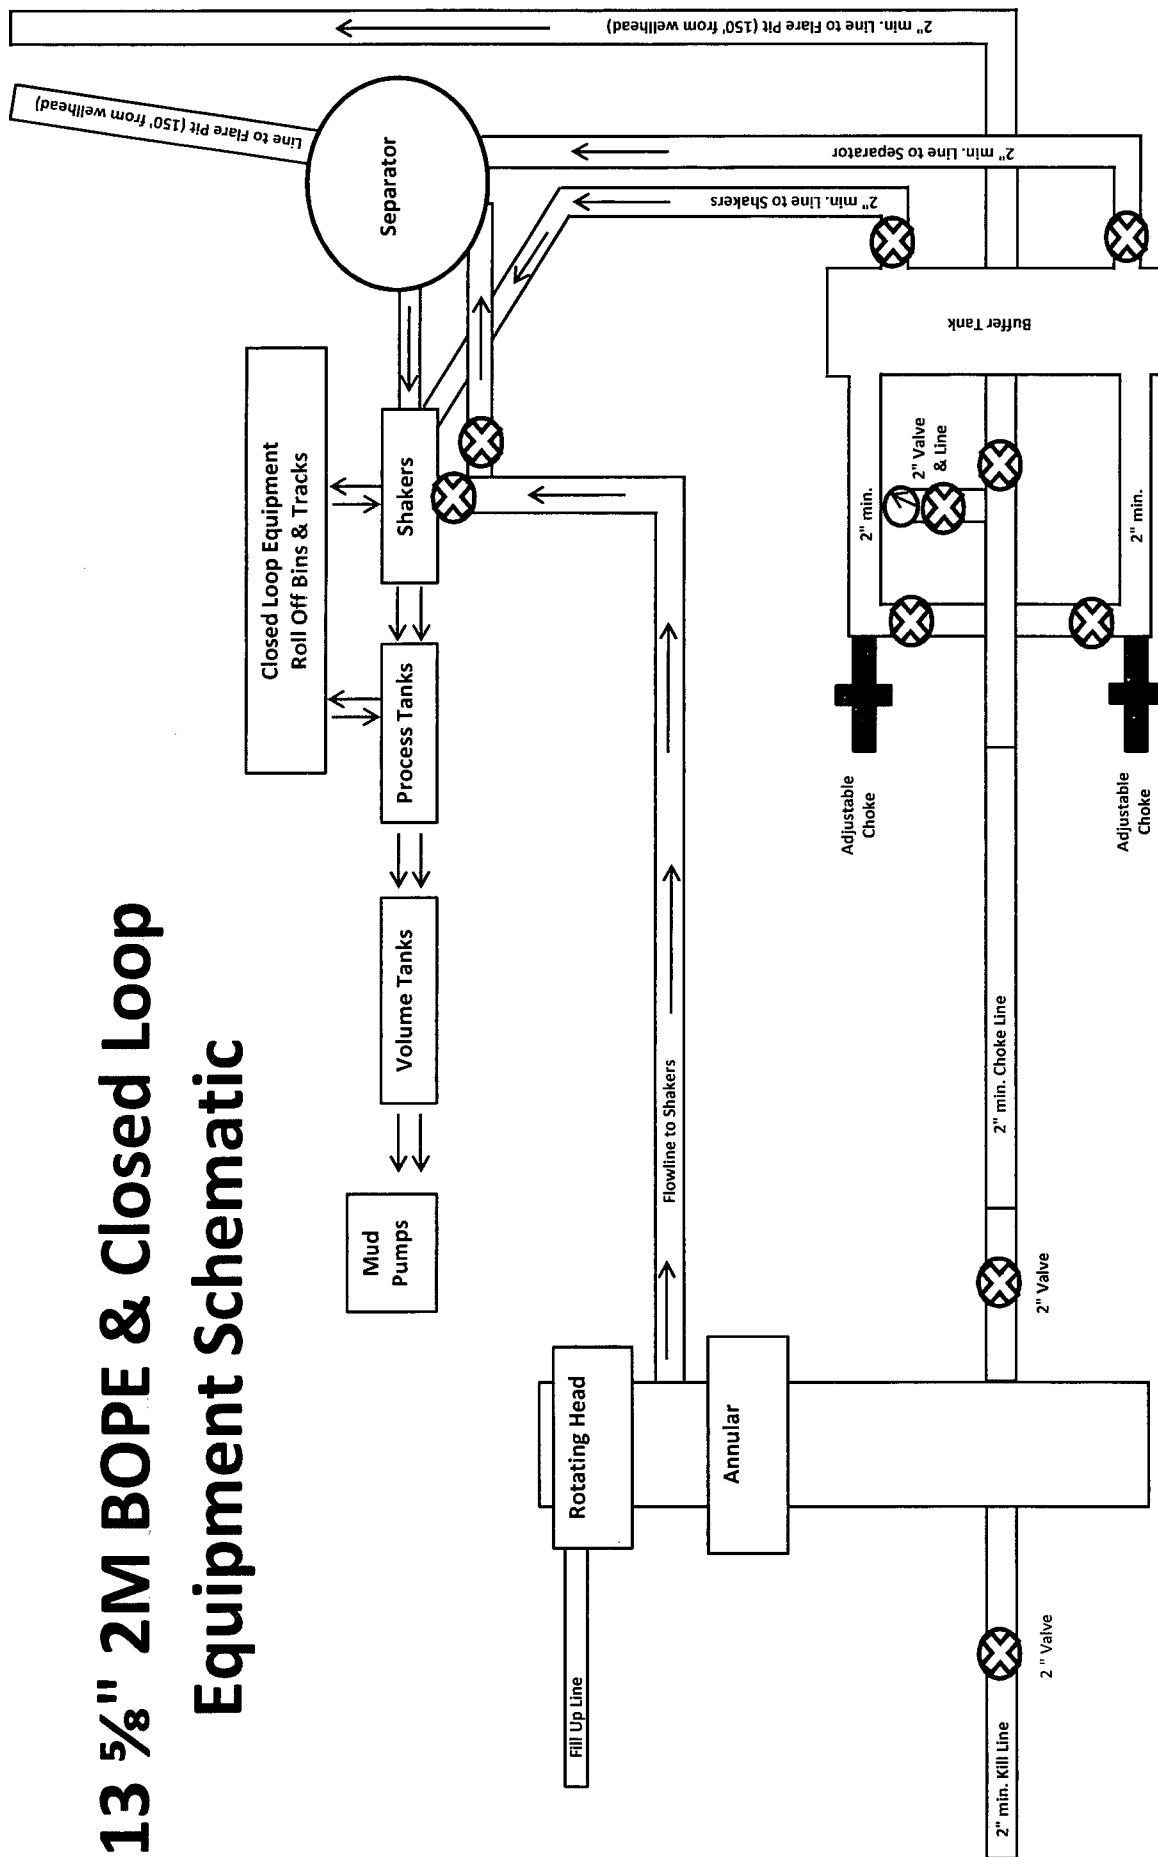 13 ⅝" 2M BOPE & Closed Loop
Equipment Schematic
Closed Loop Equipment
Roll Off Bins & Tracks
Separator
Line to Flare Pit (150' from wellhead)
2" min. Line to Flare Pit (150' from wellhead)
Mud
Pumps
Volume Tanks
Process Tanks
Shakers
Fill Up Line
Rotating Head
Annular
Flowline to Shakers
2" min. Line to Shakers
2" min. Line to Separator
2" min. Kill Line
2 " Valve
2" Valve
2" min. Choke Line
Adjustable
Choke
Adjustable
Choke
2" min.
2" Valve
& Line
2" min.
Buffer Tank